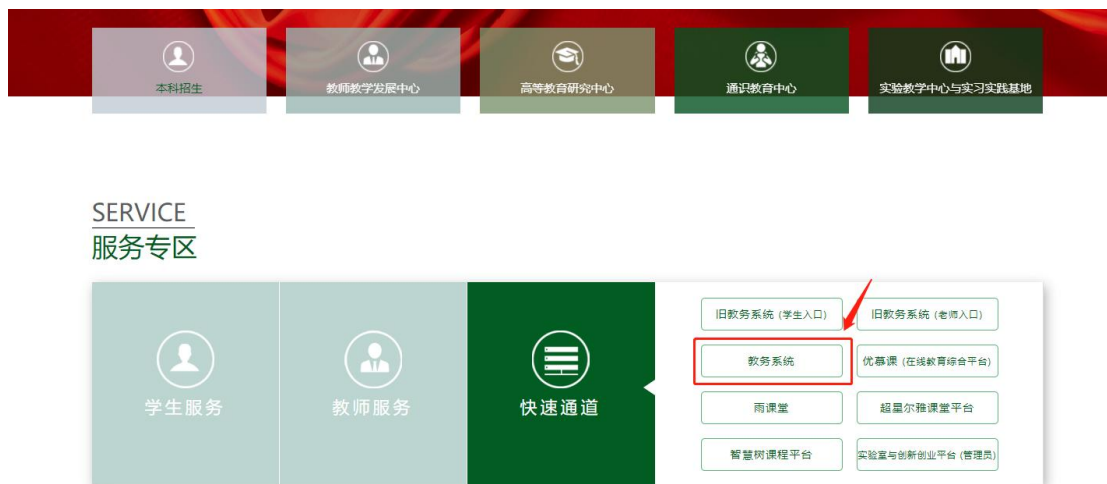 本科招生
教师教学发展中心
高等教育研究中心
通识教育中心
实验教学中心与实习实践基地
SERVICE
服务专区
学生服务
教师服务
快速通道
旧教务系统 (学生入口)
旧教务系统 (老师入口)
教务系统
优慕课 (在线教育综合平台)
雨课堂
超星尔雅课堂平台
智慧树课程平台
实验室与创新创业平台 (管理员)